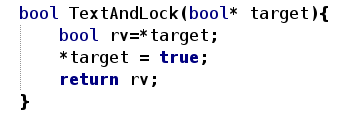 bool TextAndLock(bool* target){
bool rv=*target;
*target = true;
return rv;
}